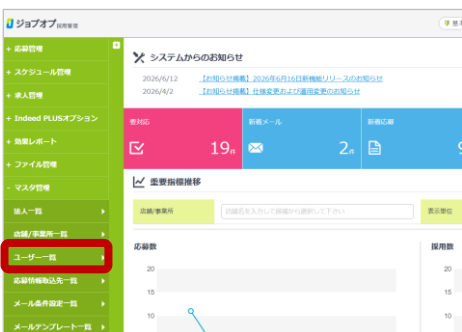 ジョブオプ 採用管理
基本
+ 応募管理
+ スケジュール管理
+ 求人管理
+ Indeed PLUSオプション
+ 効果レポート
+ ファイル管理
- マスタ管理
法人一覧
店舗/事業所一覧
ユーザー一覧
応募情報取込先一覧
メール条件設定一覧
メールテンプレート一覧
システムからのお知らせ
2026/6/12 【お知らせ掲載】2026年6月16日新機能リリースのお知らせ
2026/4/2 【お知らせ掲載】仕様変更および運用変更のお知らせ
要対応 新着メール 新着応募
19件 2件
重要指標推移
店舗/事業所 店舗名を入力して候補から選択して下さい 表示単位
応募数 採用数
20 20
15 15
10 10